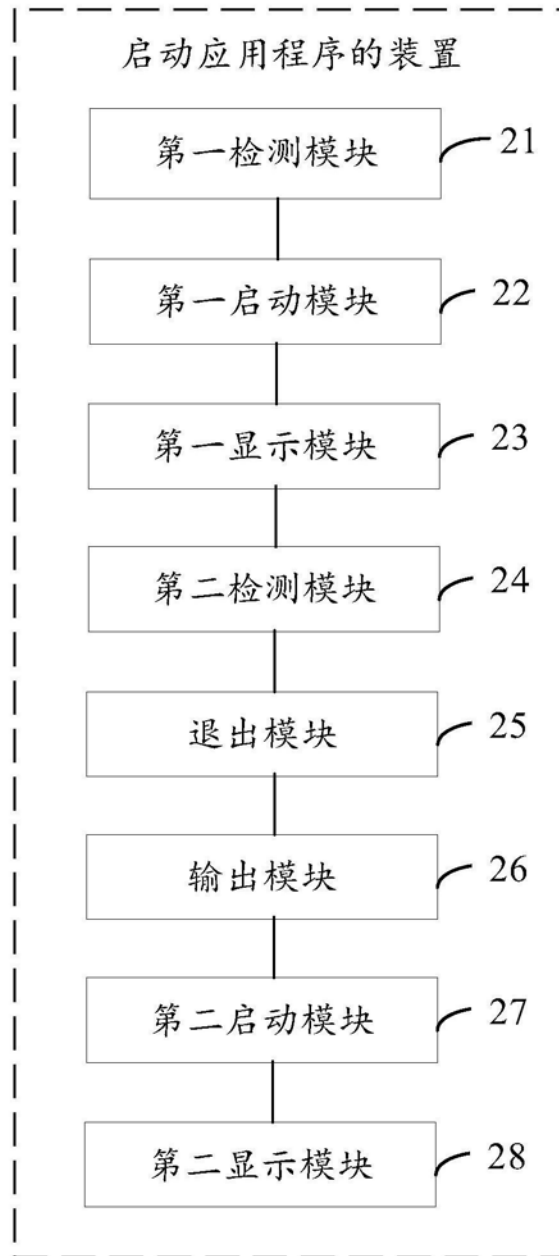 启动应用程序的装置
第一检测模块 21
第一启动模块 22
第一显示模块 23
第二检测模块 24
退出模块 25
输出模块 26
第二启动模块 27
第二显示模块 28